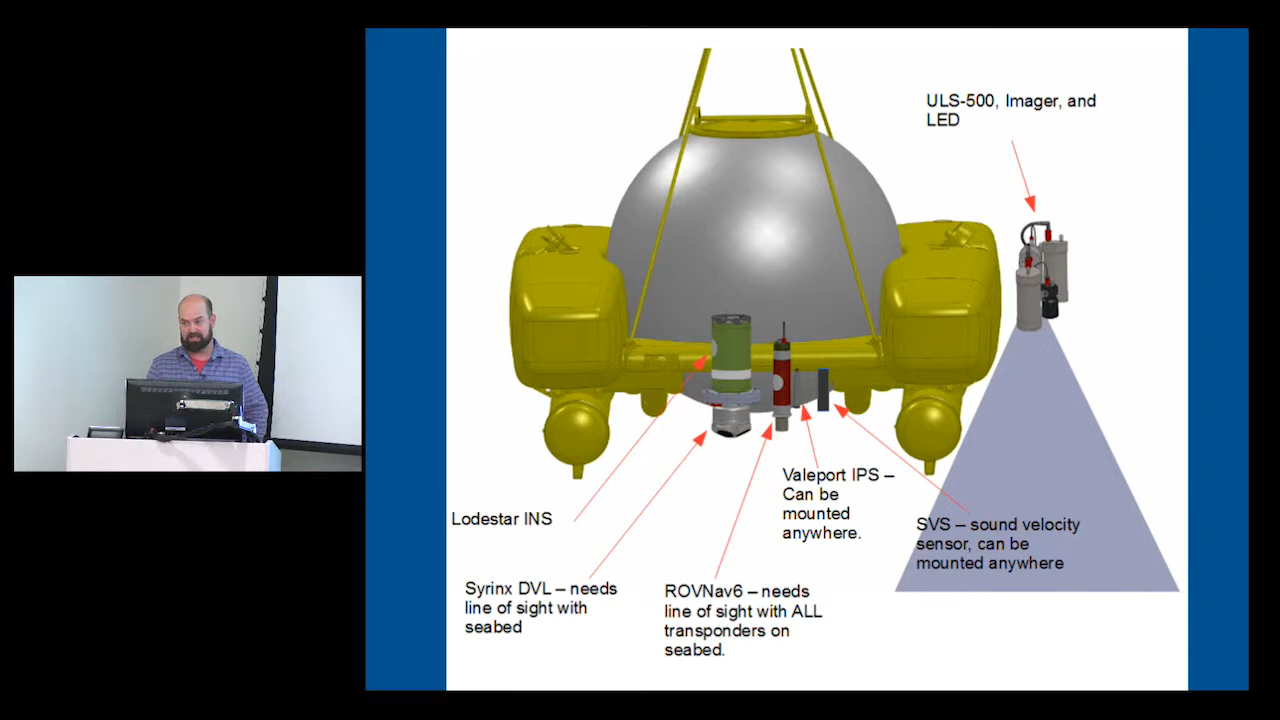 ULS-500, Imager, and
LED
Lodestar INS
Syrinx DVL – needs
line of sight with
seabed
ROVNav6 – needs
line of sight with ALL
transponders on
seabed.
Valeport IPS –
Can be
mounted
anywhere.
SVS – sound velocity
sensor, can be
mounted anywhere